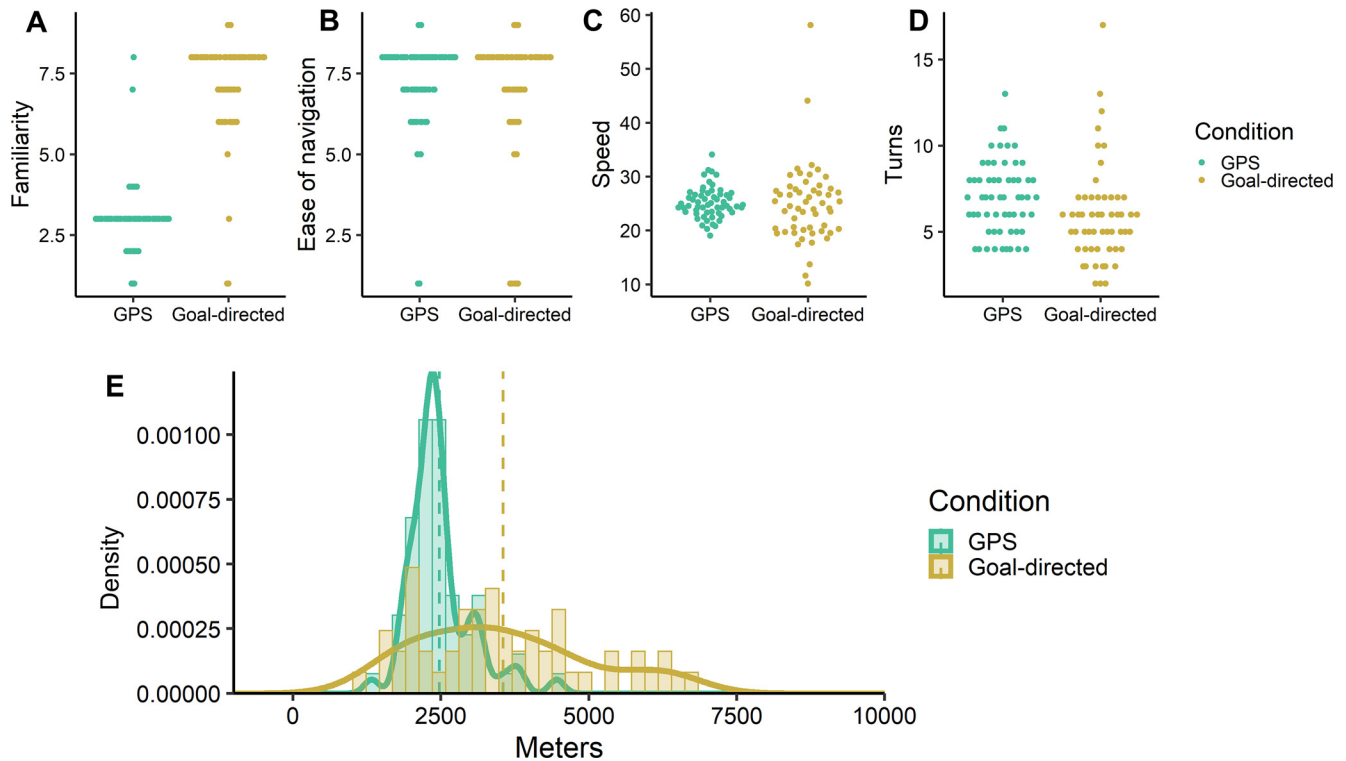 A
Familiarity
7.5
5.0
2.5
GPS Goal-directed
B
Ease of navigation
7.5
5.0
2.5
GPS Goal-directed
C
Speed
60
50
40
30
20
10
GPS Goal-directed
D
Turns
15
10
5
GPS Goal-directed
Condition
GPS
Goal-directed
E
Density
0.00100
0.00075
0.00050
0.00025
0.00000
0 2500 5000 7500 10000
Meters
Condition
GPS
Goal-directed